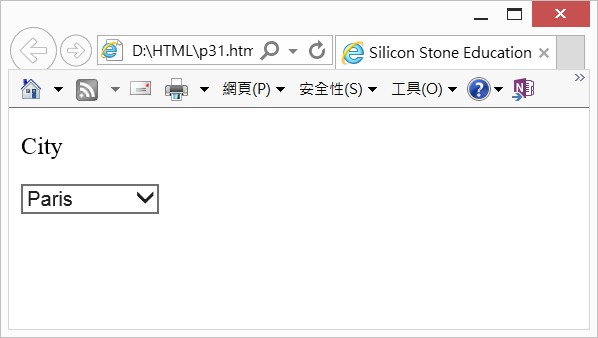 D:\HTML\p31.htm
Silicon Stone Education
網頁(P) 安全性(S) 工具(O)
City
Paris